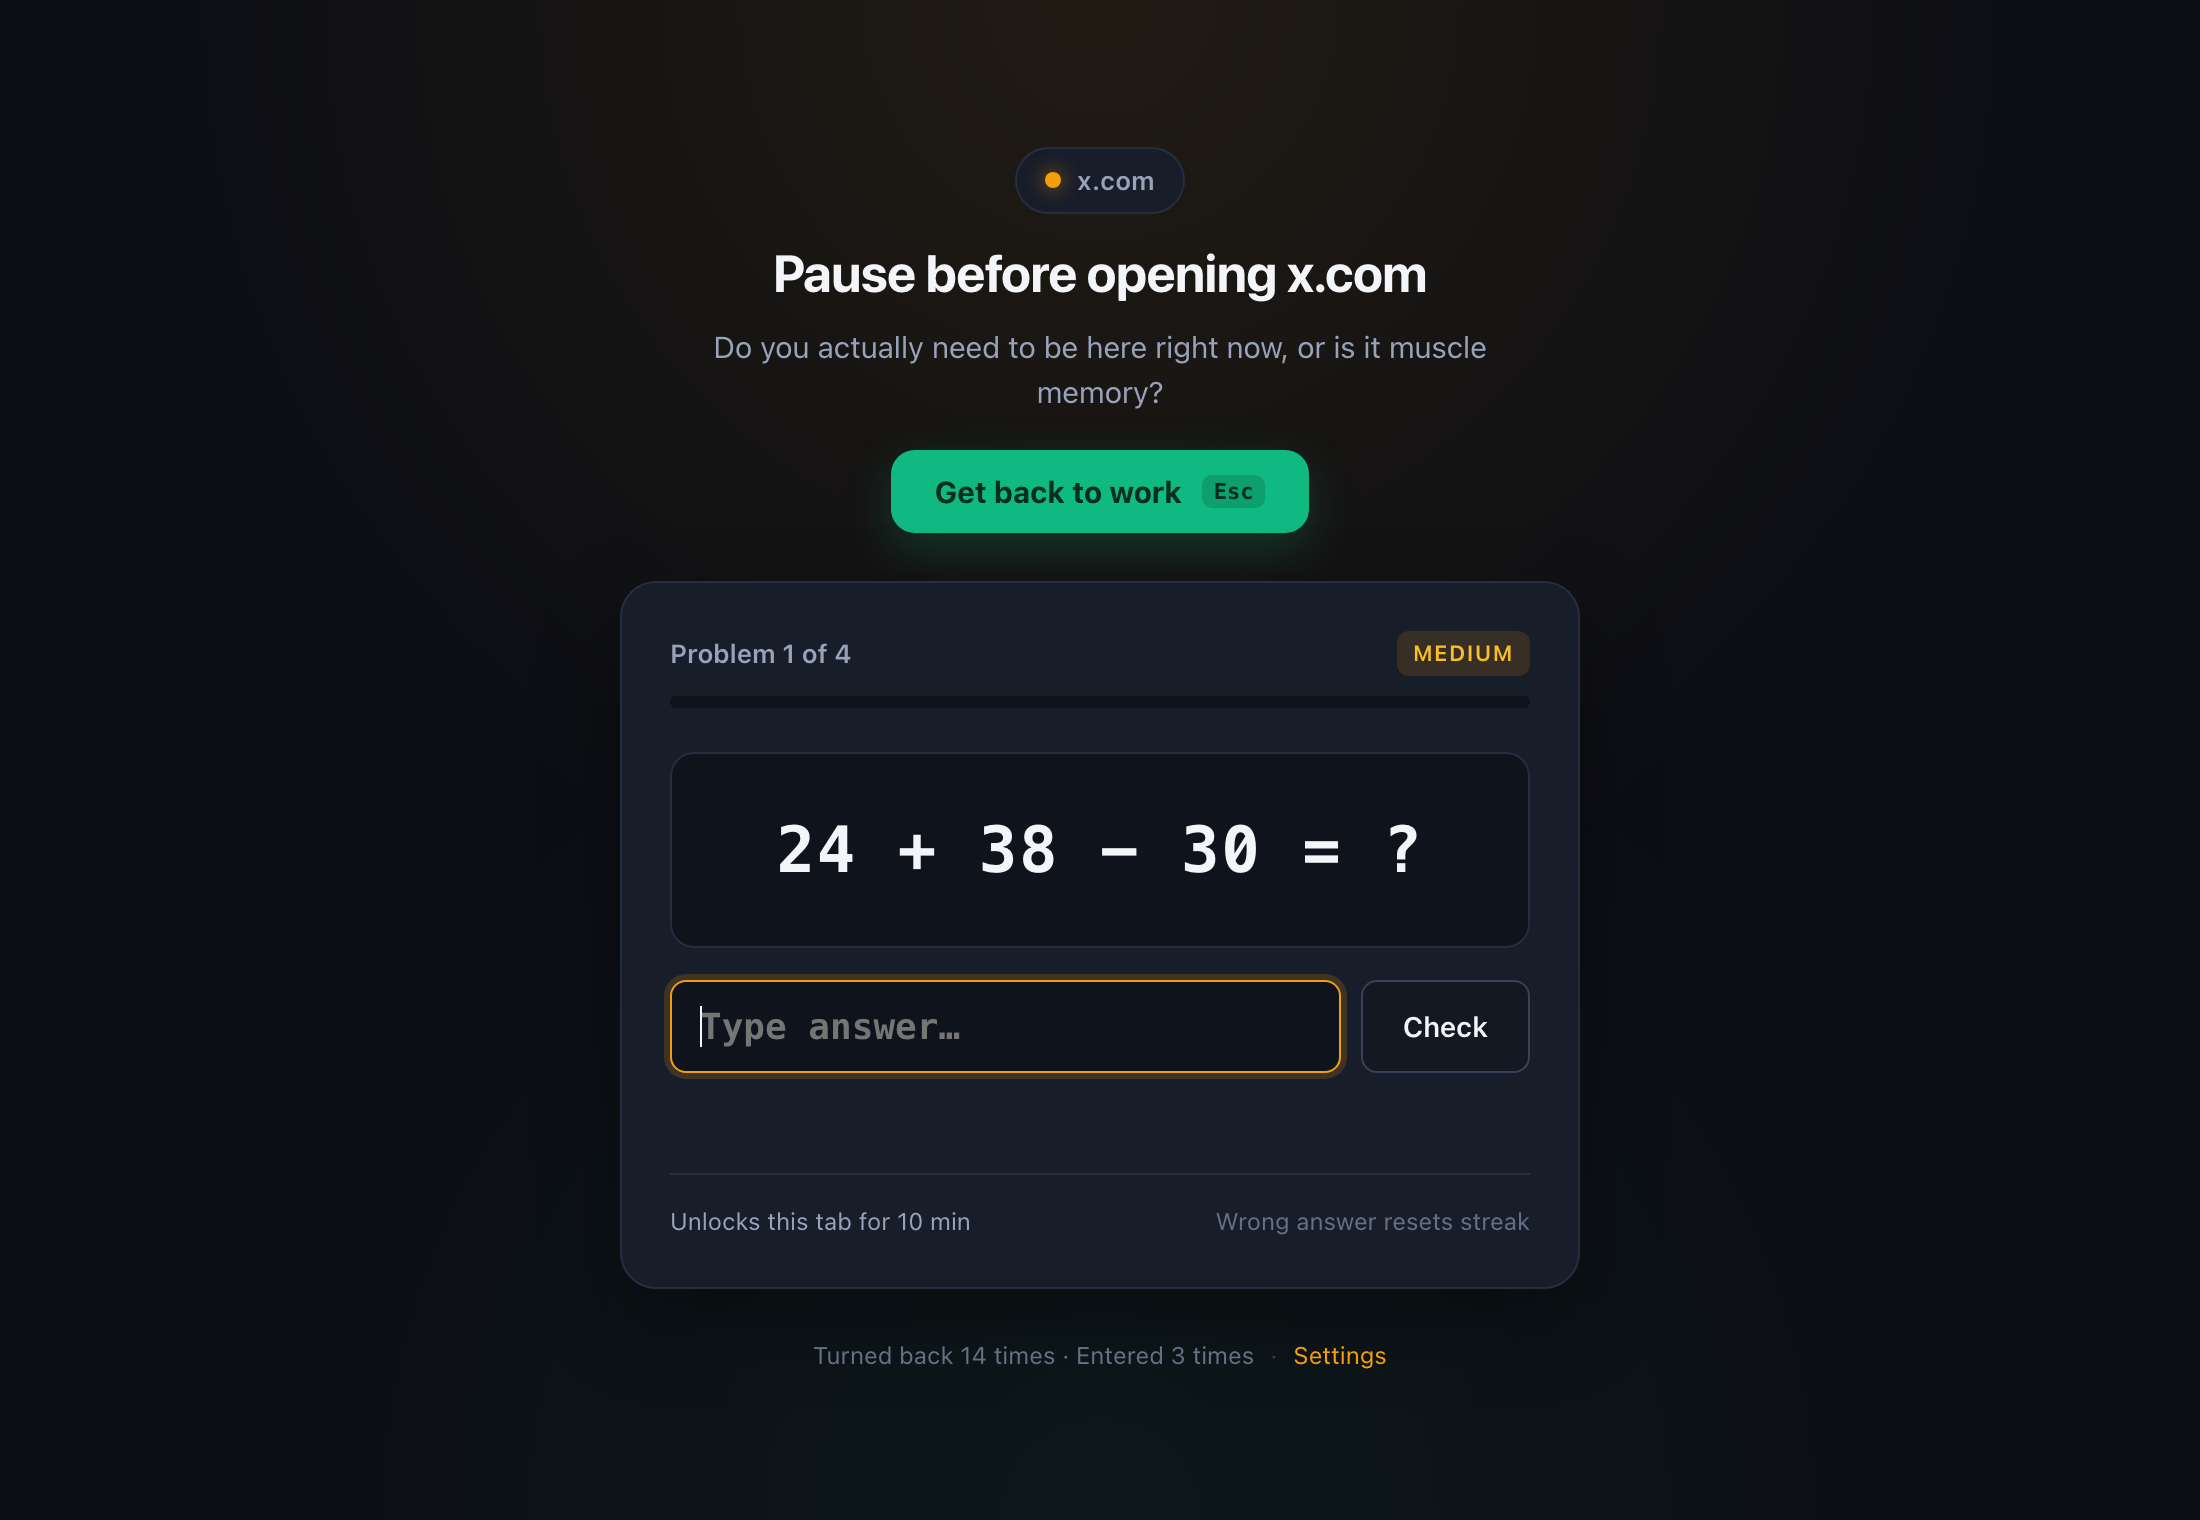 x.com
Pause before opening x.com
Do you actually need to be here right now, or is it muscle
memory?
Get back to work Esc
Problem 1 of 4 MEDIUM
24 + 38 − 30 = ?
Type answer… Check
Unlocks this tab for 10 min Wrong answer resets streak
Turned back 14 times · Entered 3 times · Settings